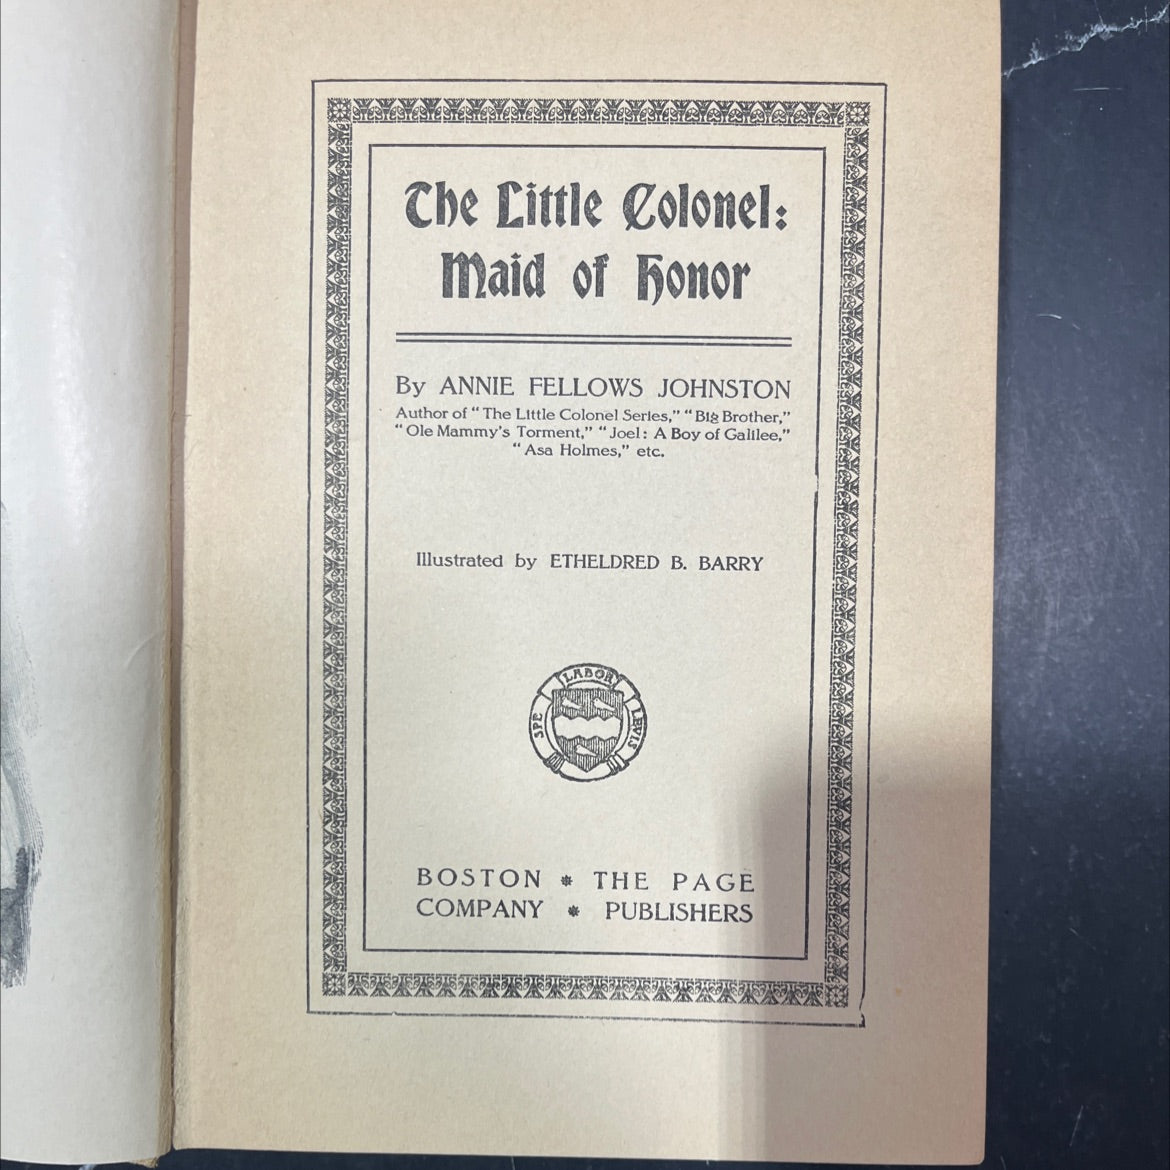 The Little Colonel:
Maid of Honor
By ANNIE FELLOWS JOHNSTON
Author of “The Little Colonel Series,” “Big Brother,”
“Ole Mammy's Torment,” “Joel: A Boy of Galilee,”
“Asa Holmes,” etc.
Illustrated by ETHELDRED B. BARRY
SPE LABOR LEVIS
BOSTON * THE PAGE
COMPANY * PUBLISHERS